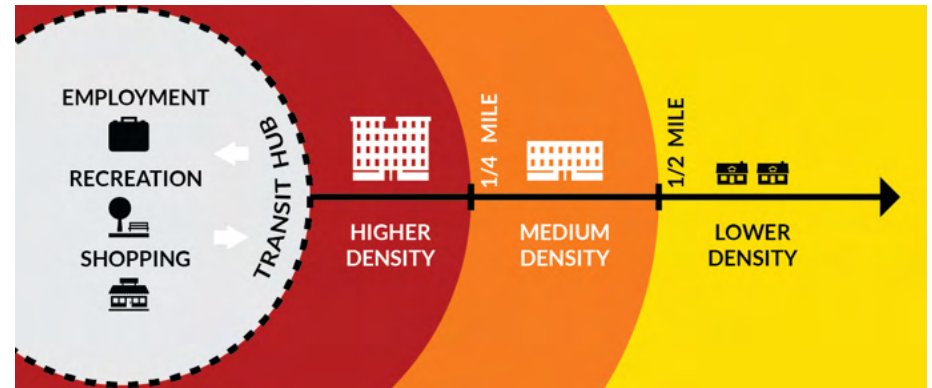 EMPLOYMENT
RECREATION
SHOPPING
TRANSIT HUB
HIGHER
DENSITY
1/4 MILE
MEDIUM
DENSITY
1/2 MILE
LOWER
DENSITY